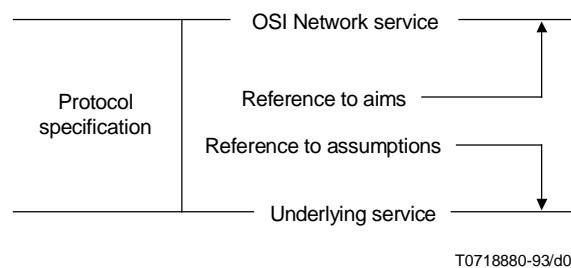 OSI Network service
Protocol
specification
Reference to aims
Reference to assumptions
Underlying service
T0718880-93/d0